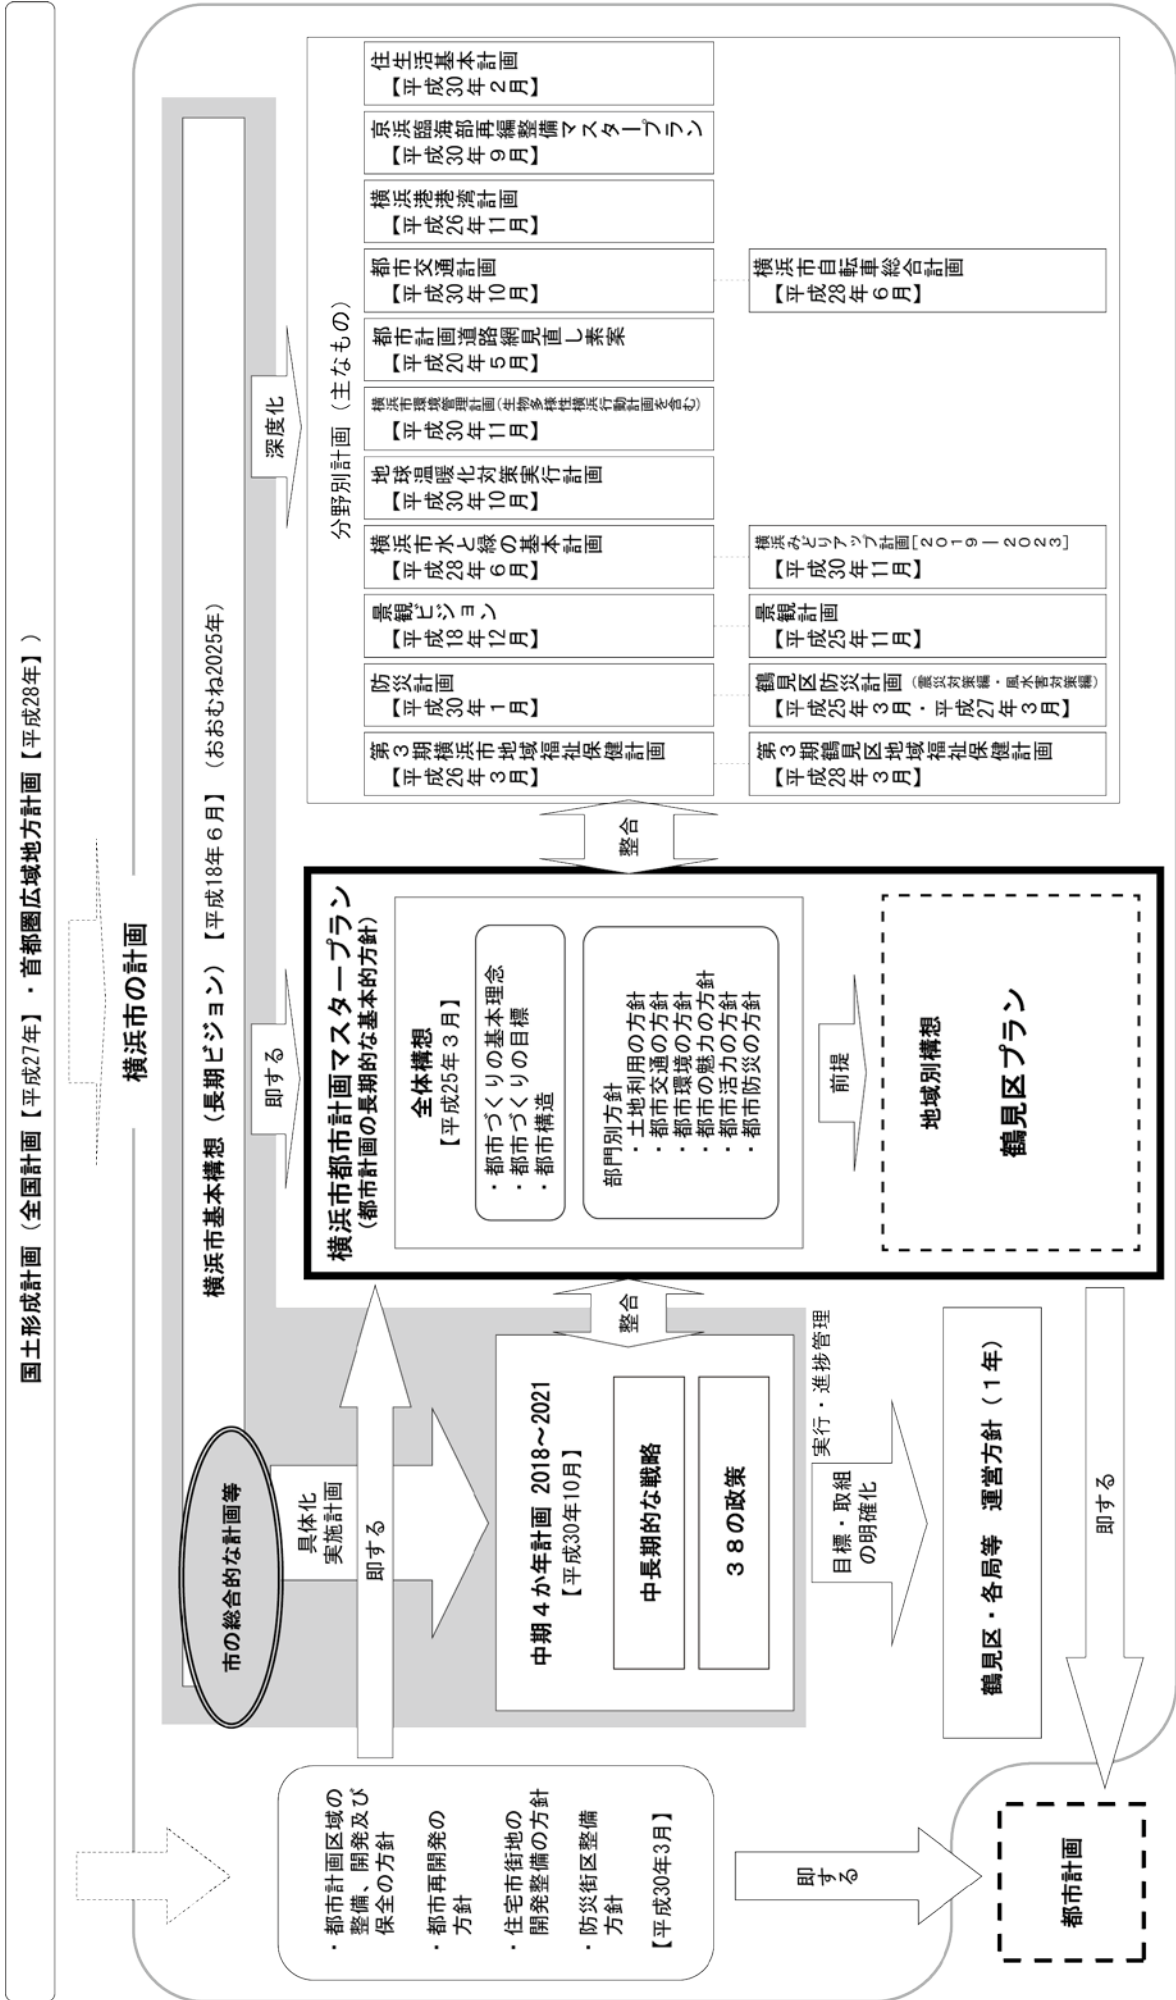 国土形成計画（全国計画【平成27年】・首都圏広域地方計画【平成28年】）
横浜市の計画
横浜市基本構想（長期ビジョン）【平成18年６月】（おおむね2025年）
市の総合的な計画等
・都市計画区域の
整備、開発及び
保全の方針
・都市再開発の
方針
・住宅市街地の
開発整備の方針
・防災街区整備
方針
【平成30年3月】
即する
都市計画
具体化
実施計画
即する
中期４か年計画 2018～2021
【平成30年10月】
中長期的な戦略
３８の政策
実行・進捗管理
目標・取組
の明確化
鶴見区・各局等　運営方針（１年）
即する
整合
即する
横浜市都市計画マスタープラン
（都市計画の長期的な基本的方針）
全体構想
【平成25年３月】
・都市づくりの基本理念
・都市づくりの目標
・都市構造
部門別方針
・土地利用の方針
・都市交通の方針
・都市環境の方針
・都市の魅力の方針
・都市活力の方針
・都市防災の方針
前提
地域別構想
鶴見区プラン
整合
深度化
分野別計画（主なもの）
第３期横浜市地域福祉保健計画
【平成26年３月】
第３期鶴見区地域福祉保健計画
【平成28年３月】
防災計画
【平成30年１月】
鶴見区防災計画（震災対策編・風水害対策編）
【平成25年３月・平成27年３月】
景観ビジョン
【平成18年12月】
景観計画
【平成25年11月】
横浜市水と緑の基本計画
【平成28年６月】
横浜みどりアップ計画［２０１９―２０２３］
【平成30年11月】
地球温暖化対策実行計画
【平成30年10月】
横浜市環境管理計画（生物多様性横浜行動計画を含む）
【平成30年11月】
都市計画道路網見直し素案
【平成20年５月】
都市交通計画
【平成30年10月】
横浜市自転車総合計画
【平成28年６月】
横浜港港湾計画
【平成26年11月】
京浜臨海部再編整備マスタープラン
【平成30年９月】
住生活基本計画
【平成30年２月】